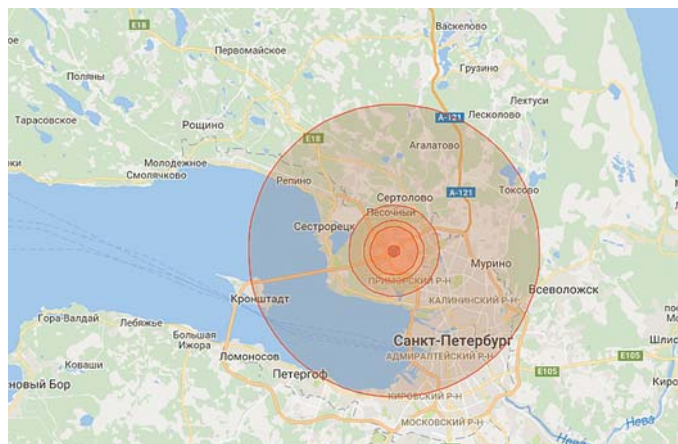 E18
Васкелово
Первомайское
Поляны
Грузино
Лехтуси
Тарасовское
Рощино
А-121
Лесколово
E18
Агалатово
Молодежное
Смолячково
Репино
А-121
Токсово
Сертолово
Песочный
Сестрорецк
Мурино
ПРИМОРСКИЙ Р-Н
Всеволожск
Кронштадт
КАЛИНИНСКИЙ Р-Н
Гора-Валдай
Лебяжье
Большая
Ижора
Санкт-Петербург
Ломоносов
АДМИРАЛТЕЙСКИЙ Р-Н
Коваши
E105
E105
Петергоф
новый Бор
КИРОВСКИЙ Р-Н
МОСКОВСКИЙ Р-Н
Нева
Нева